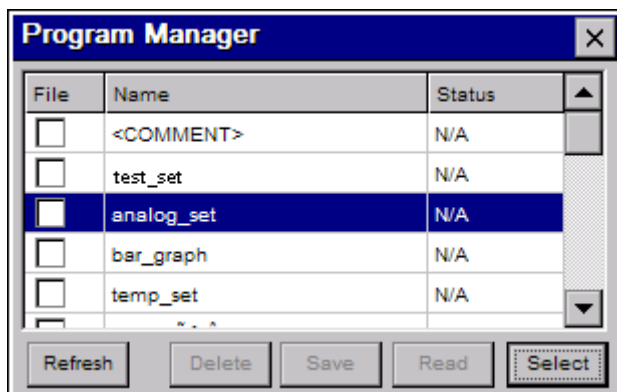 Program Manager
File Name Status
<COMMENT> N/A
test_set N/A
analog_set N/A
bar_graph N/A
temp_set N/A
Refresh Delete Save Read Select